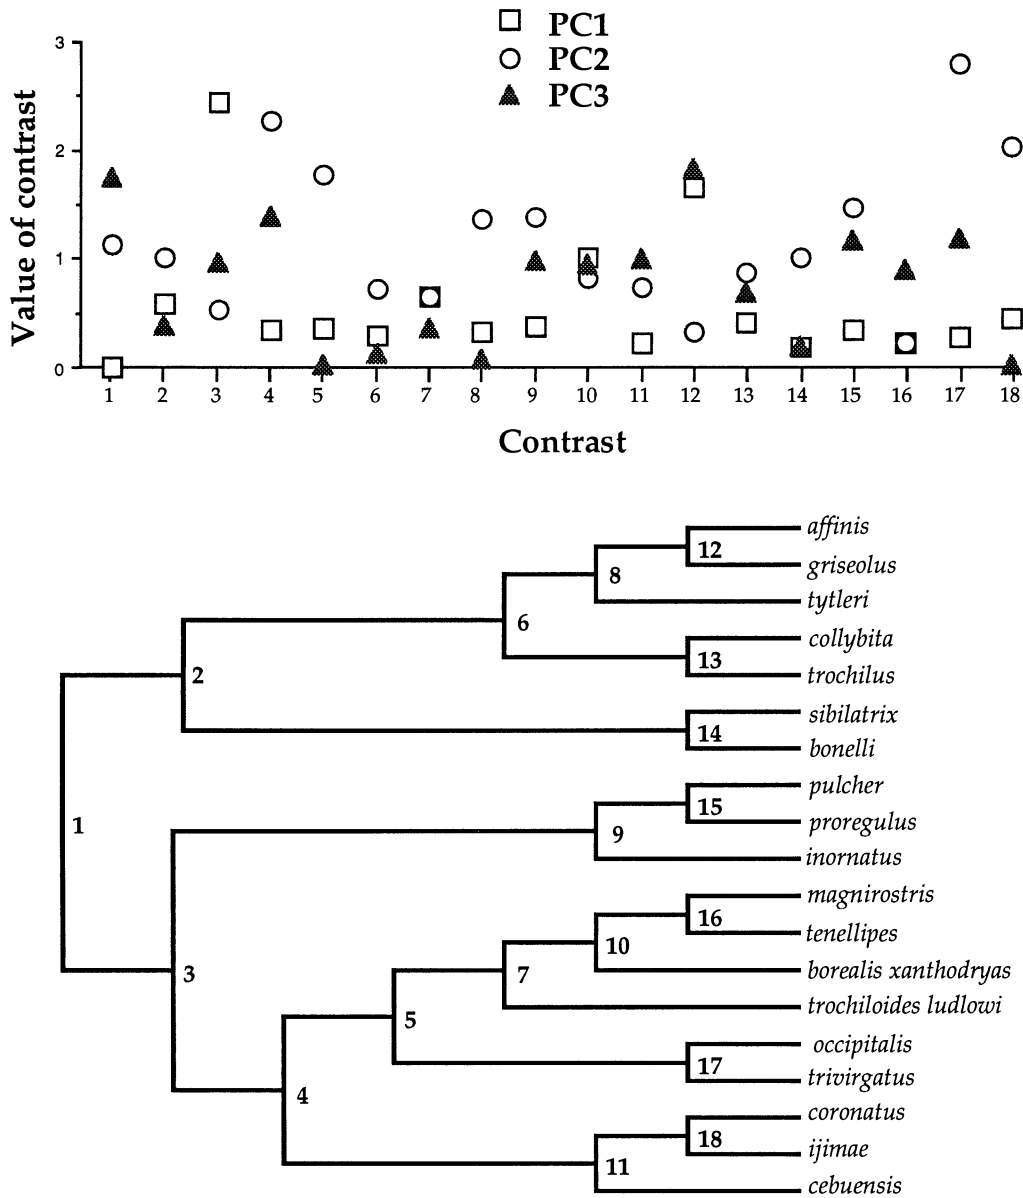 PC1
PC2
PC3
Value of contrast
3
2
1
0
1 2 3 4 5 6 7 8 9 10 11 12 13 14 15 16 17 18
Contrast
affinis
12
griseolus
8
tytleri
6
collybita
13
trochilus
2
sibilatrix
14
bonelli
pulcher
15
proregulus
1
9
inornatus
magnirostris
16
tenellipes
10
borealis xanthodryas
3
7
trochiloides ludlowi
5
occipitalis
17
trivirgatus
4
coronatus
18
ijimae
11
cebuensis